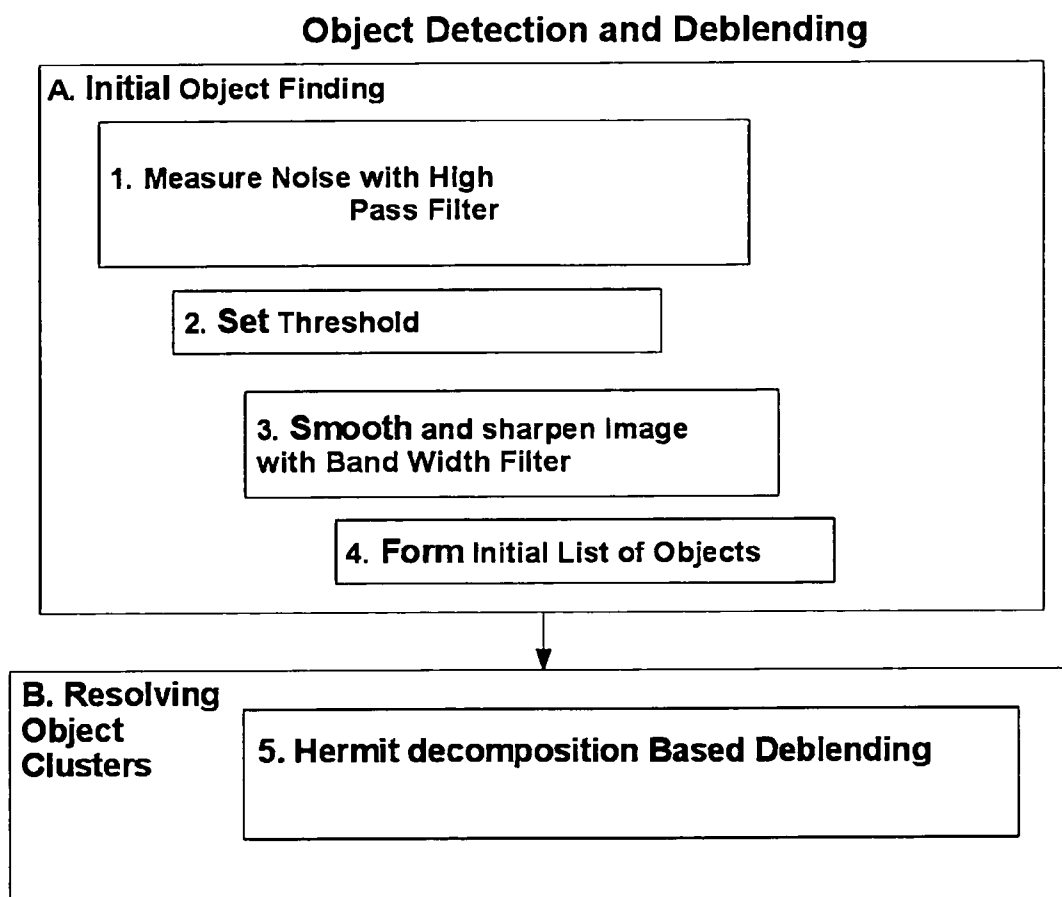 Object Detection and Deblending
A. Initial Object Finding
1. Measure Noise with High
Pass Filter
2. Set Threshold
3. Smooth and sharpen Image
with Band Width Filter
4. Form Initial List of Objects
B. Resolving
Object
Clusters
5. Hermit decomposition Based Deblending